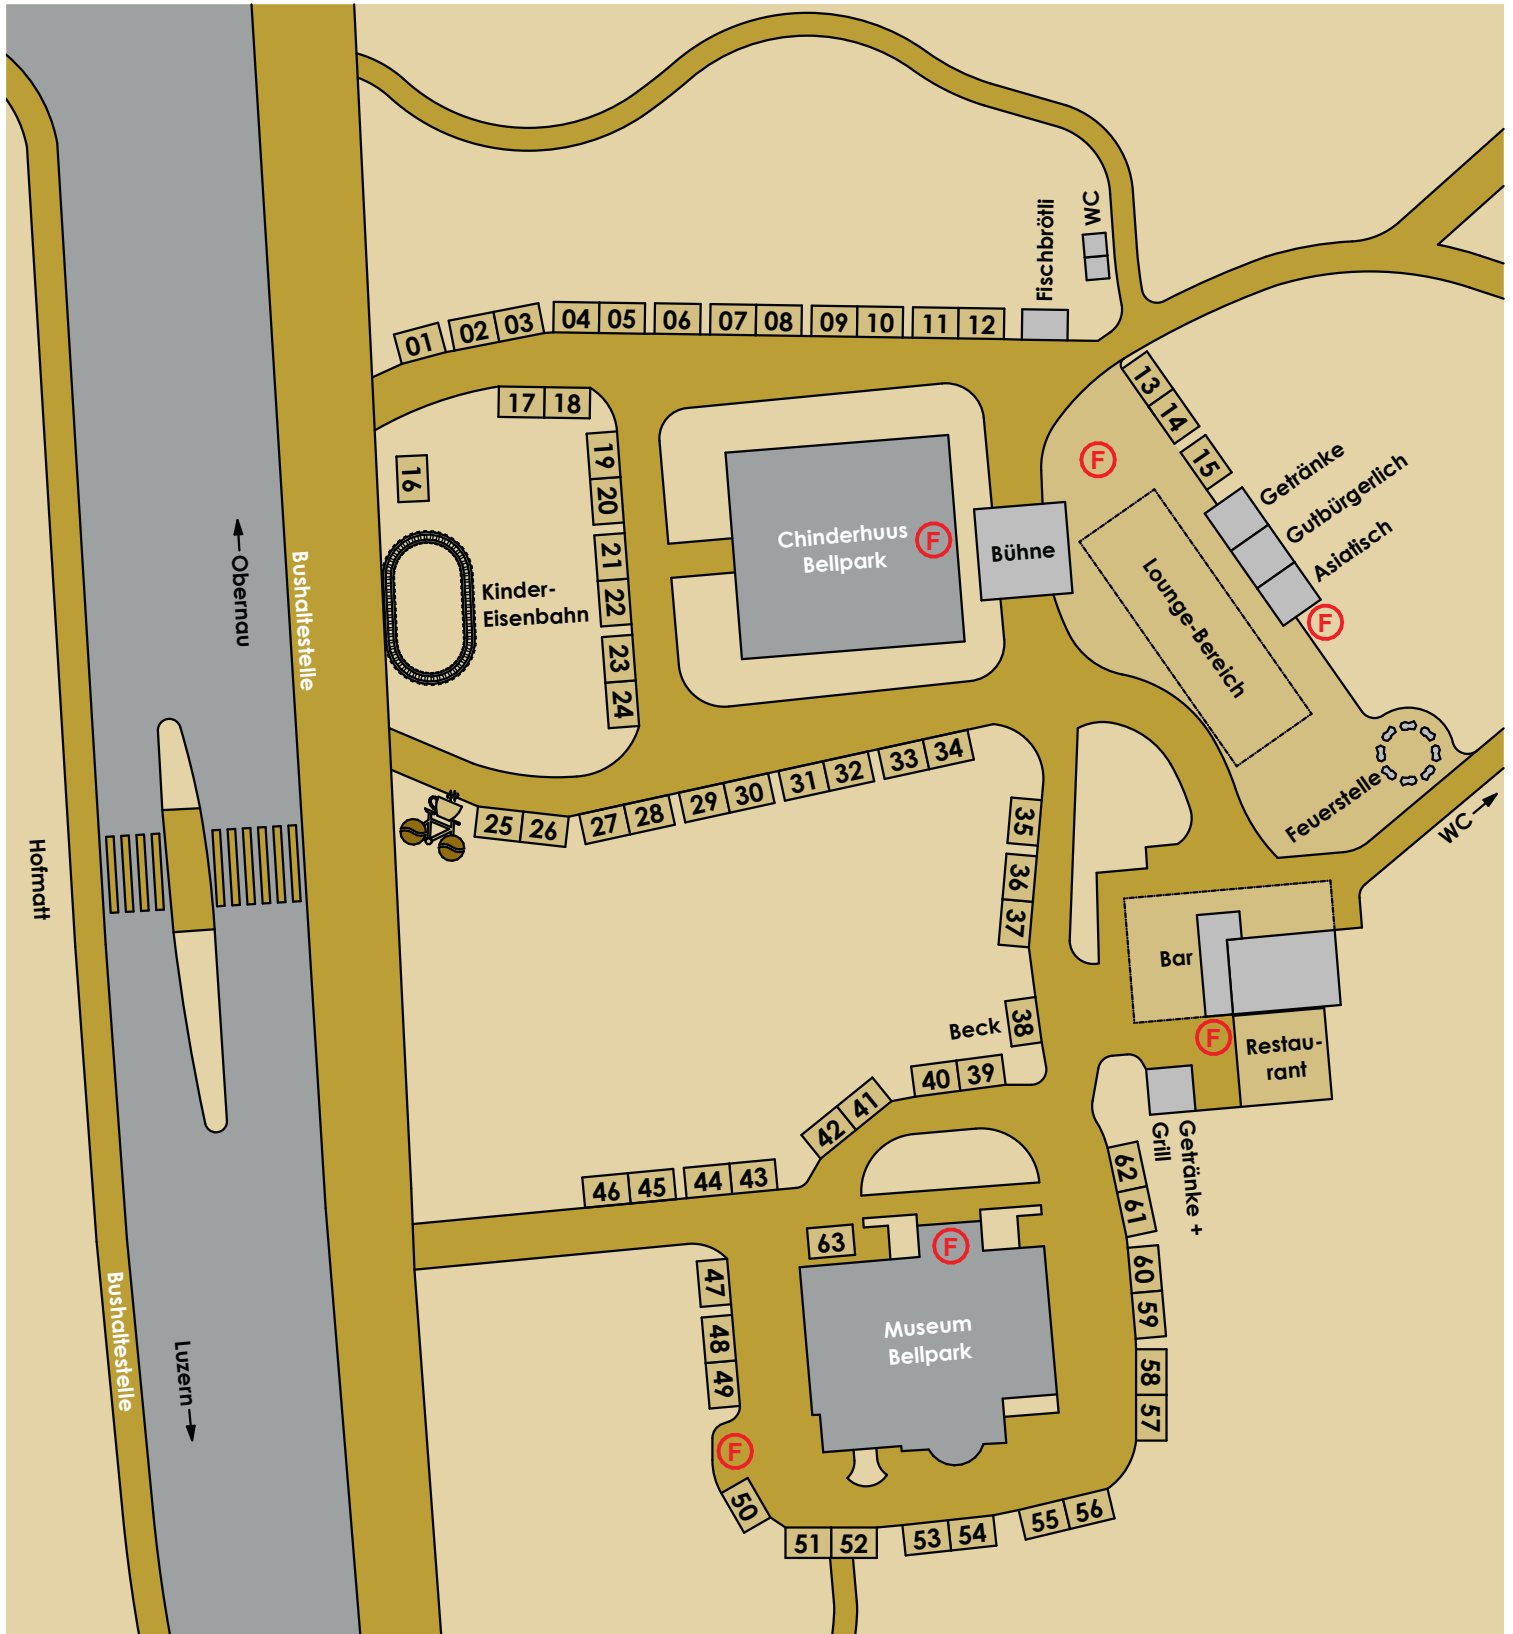 WC
Fischbrötli
01
02
03
04
05
06
07
08
09
10
11
12
13
14
15
16
17
18
19
20
21
22
23
24
F
Getränke
Gutbürgerlich
Asiatisch
F
Chinderhuus
Bellpark
F
Bühne
Lounge-Bereich
Kinder-
Eisenbahn
Obernau
Bushaltestelle
Feuerstelle
WC
25
26
27
28
29
30
31
32
33
34
35
36
37
Hofmatt
Bar
Beck
38
F
Restau-
rant
40
39
42
41
Getränke +
Grill
46
45
44
43
62
61
63
F
60
59
58
57
47
48
49
Museum
Bellpark
Bushaltestelle
Luzern
F
50
51
52
53
54
55
56